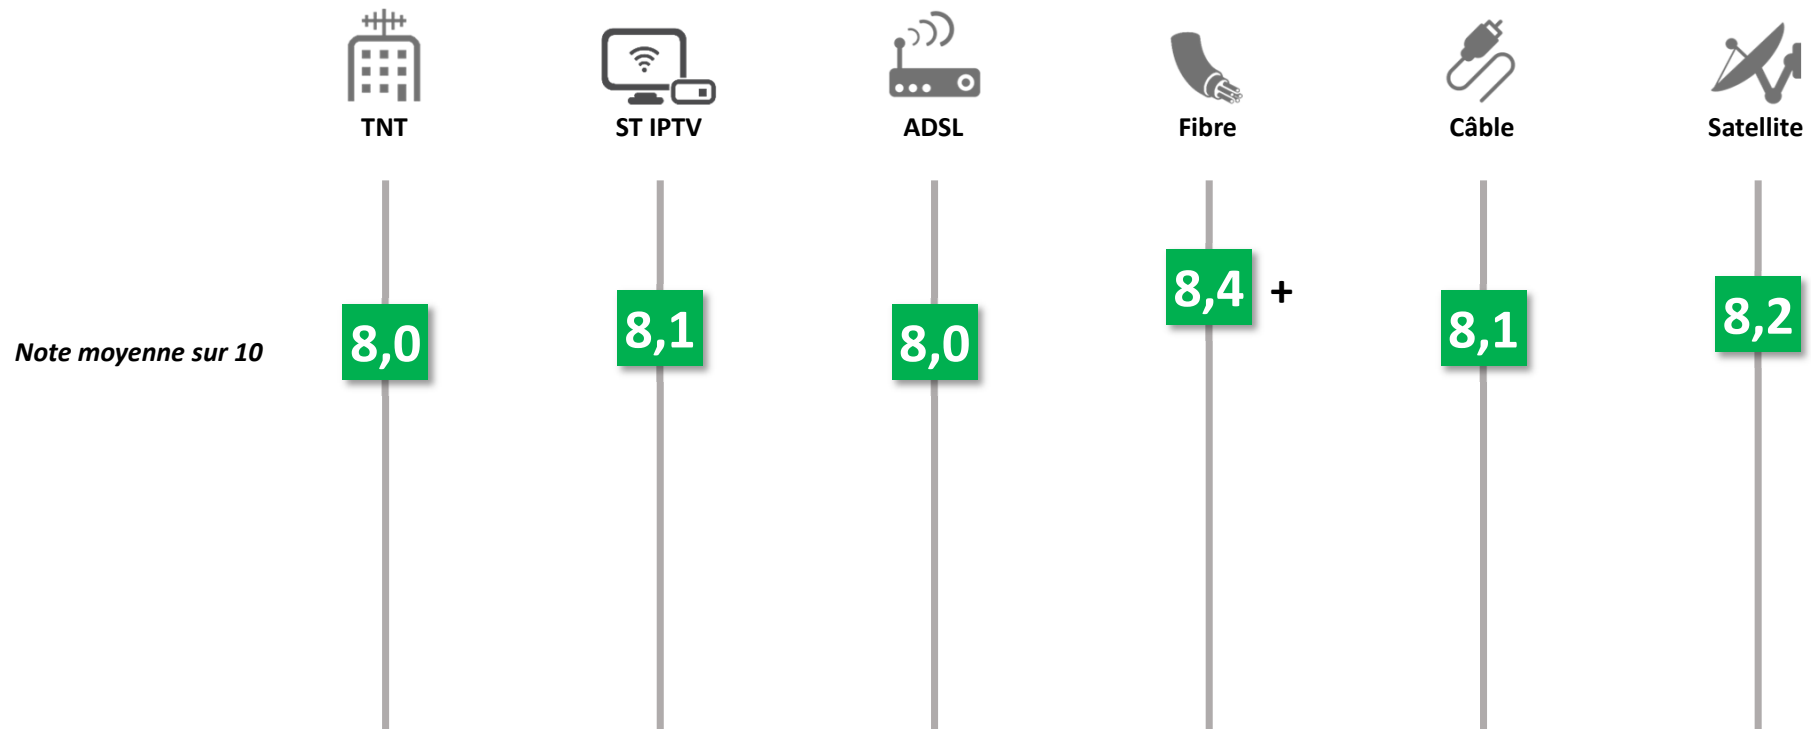 TNT
ST IPTV
ADSL
Fibre
Câble
Satellite
Note moyenne sur 10
8,0
8,1
8,0
8,4 +
8,1
8,2